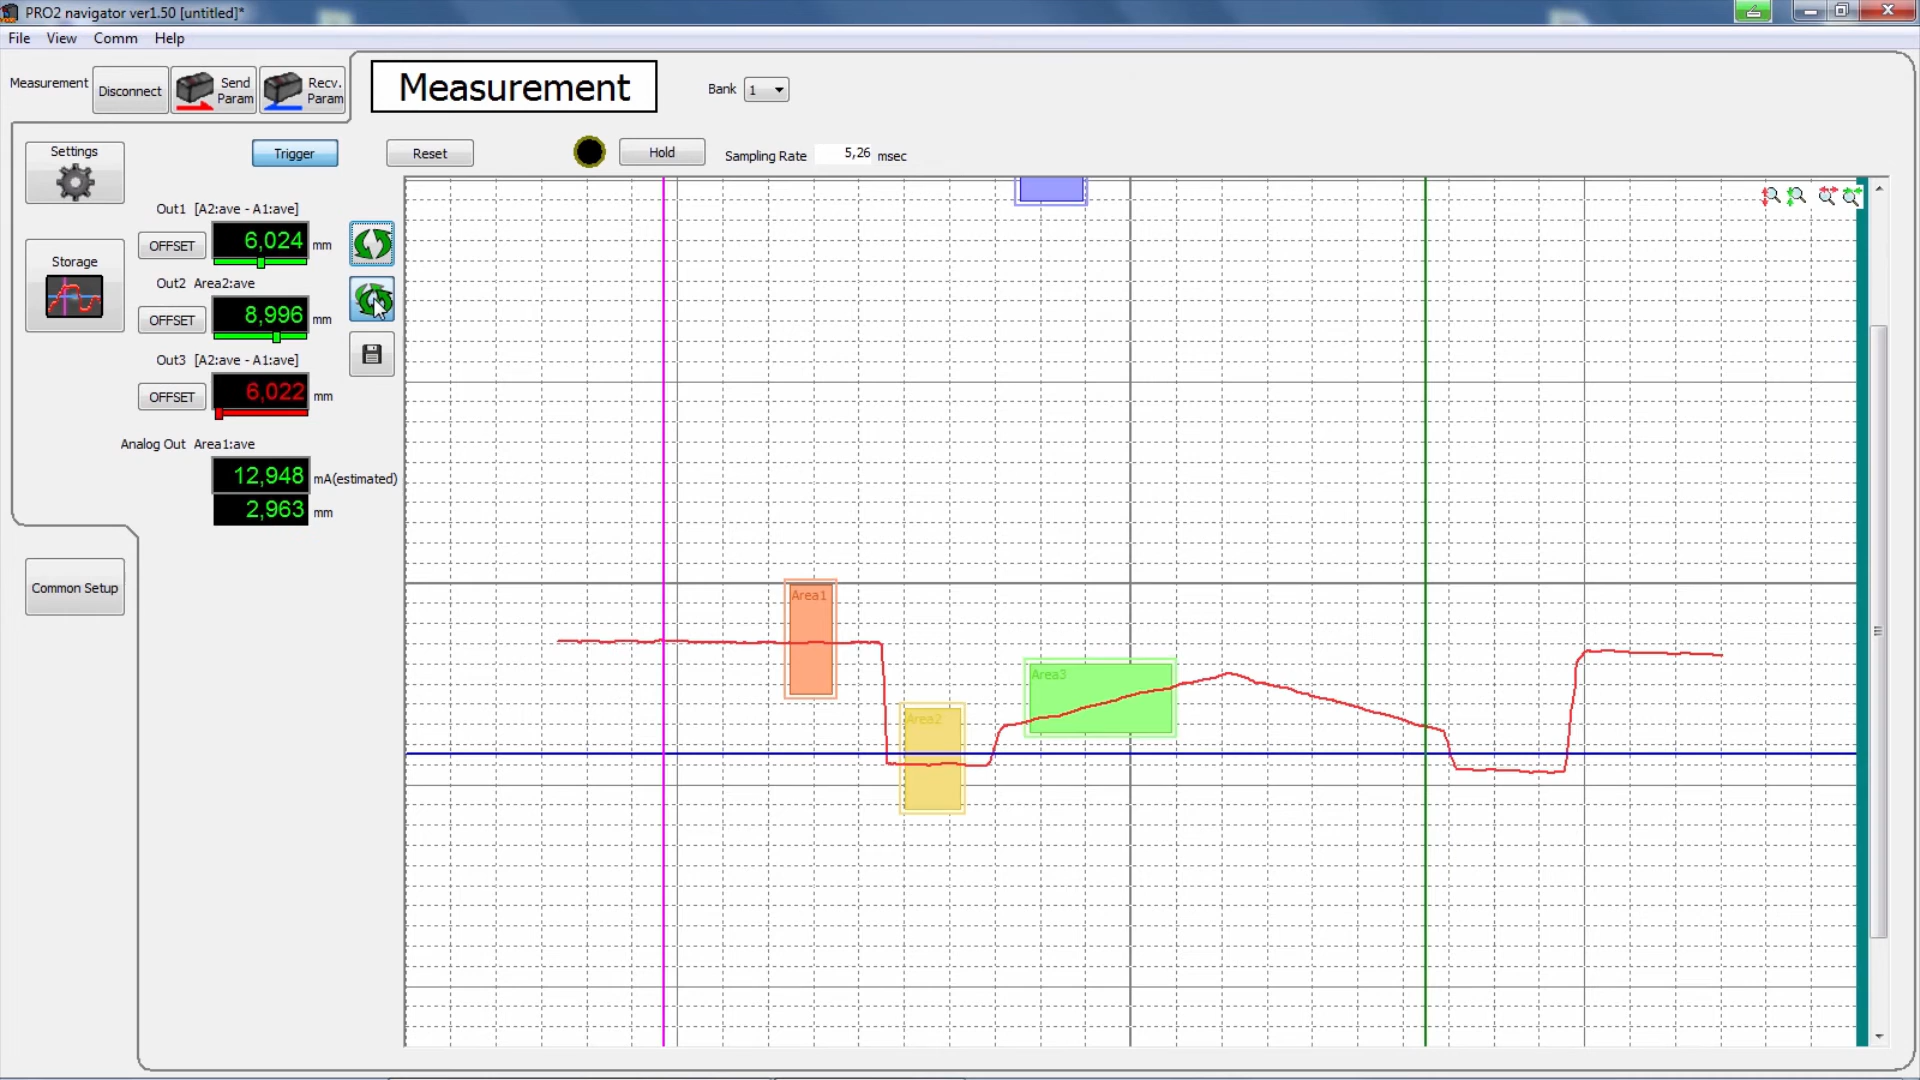 PRO2 navigator ver1.50 [untitled]*
File View Comm Help
Measurement
Disconnect
Send Param
Recv. Param
Measurement
Bank 1
Settings
Trigger
Reset
Hold
Sampling Rate 5,26 msec
Out1 [A2:ave - A1:ave]
OFFSET 6,024 mm
Storage
Out2 Area2:ave
OFFSET 8,996 mm
Out3 [A2:ave - A1:ave]
OFFSET 6,022 mm
Analog Out Area1:ave
12,948 mA(estimated)
2,963 mm
Common Setup
Area1
Area2
Area3